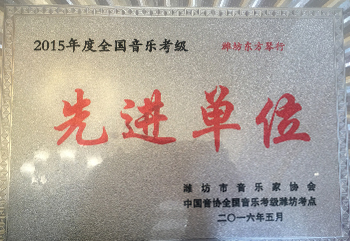 2015年度全国音乐考级 潍坊东方琴行
先进单位
潍坊市音乐家协会
中国音协全国音乐考级潍坊考点
二〇一六年五月